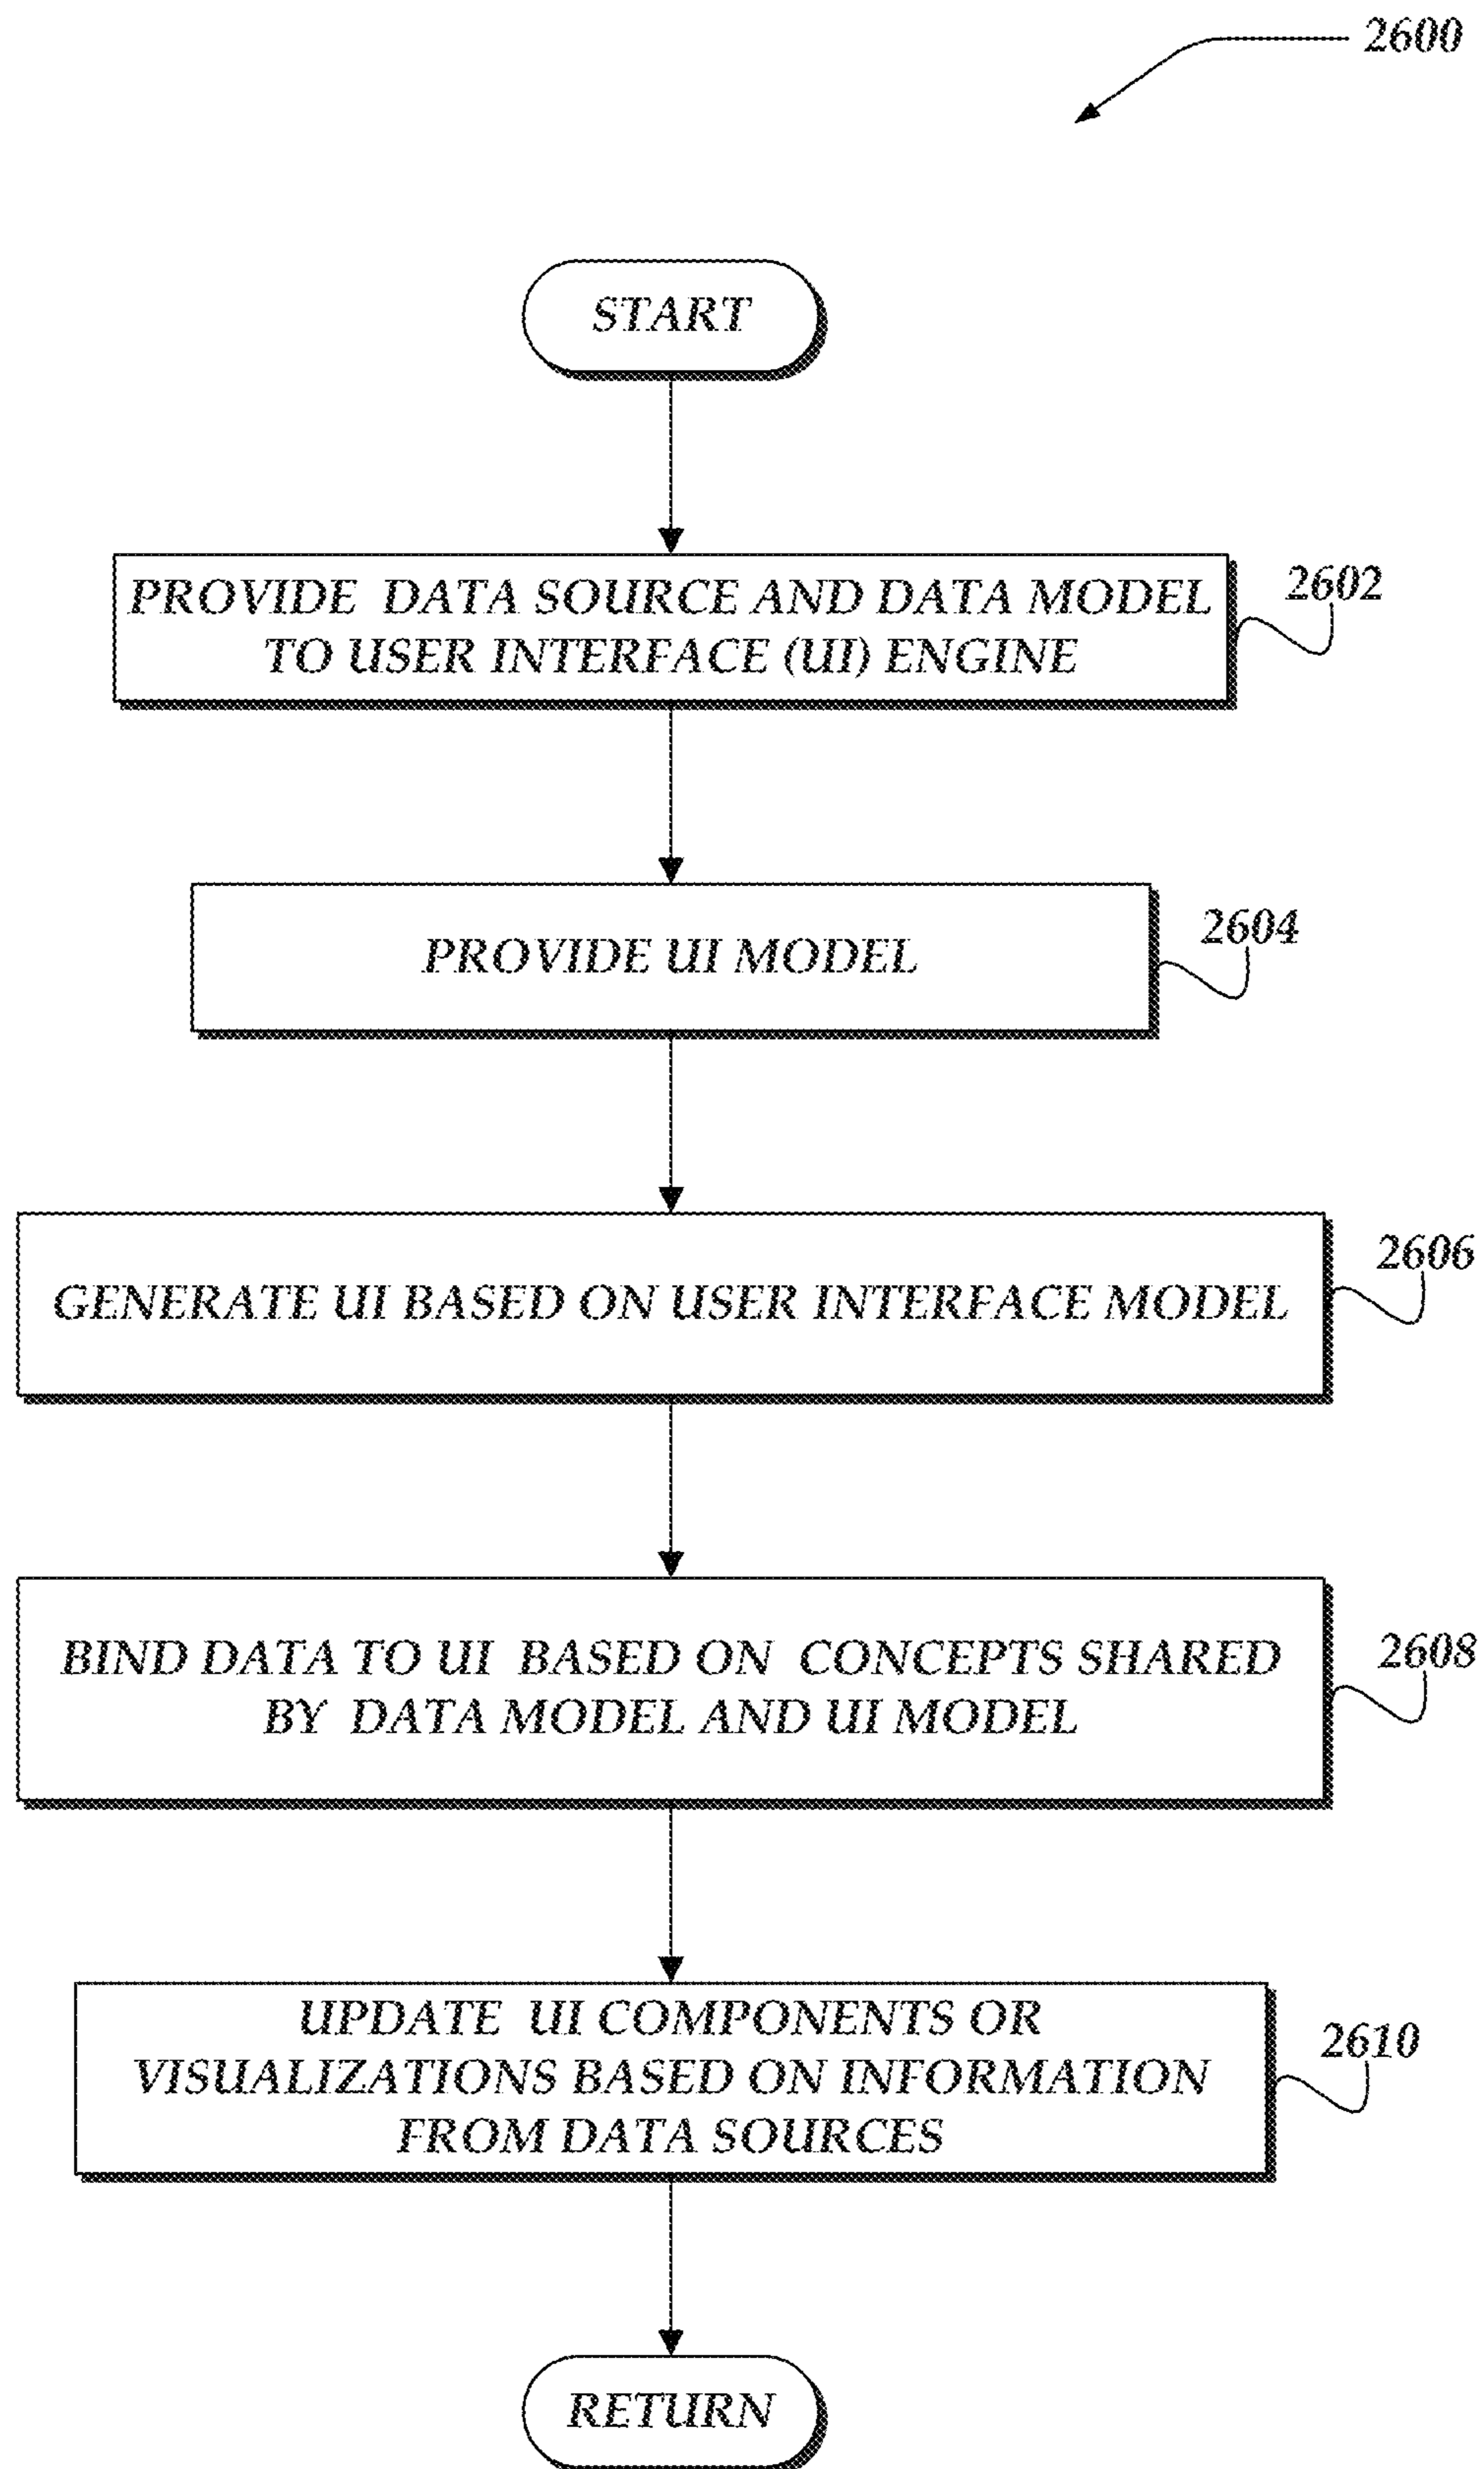 2600
START
PROVIDE DATA SOURCE AND DATA MODEL
TO USER INTERFACE (UI) ENGINE
2602
PROVIDE UI MODEL
2604
GENERATE UI BASED ON USER INTERFACE MODEL
2606
BIND DATA TO UI BASED ON CONCEPTS SHARED
BY DATA MODEL AND UI MODEL
2608
UPDATE UI COMPONENTS OR
VISUALIZATIONS BASED ON INFORMATION
FROM DATA SOURCES
2610
RETURN